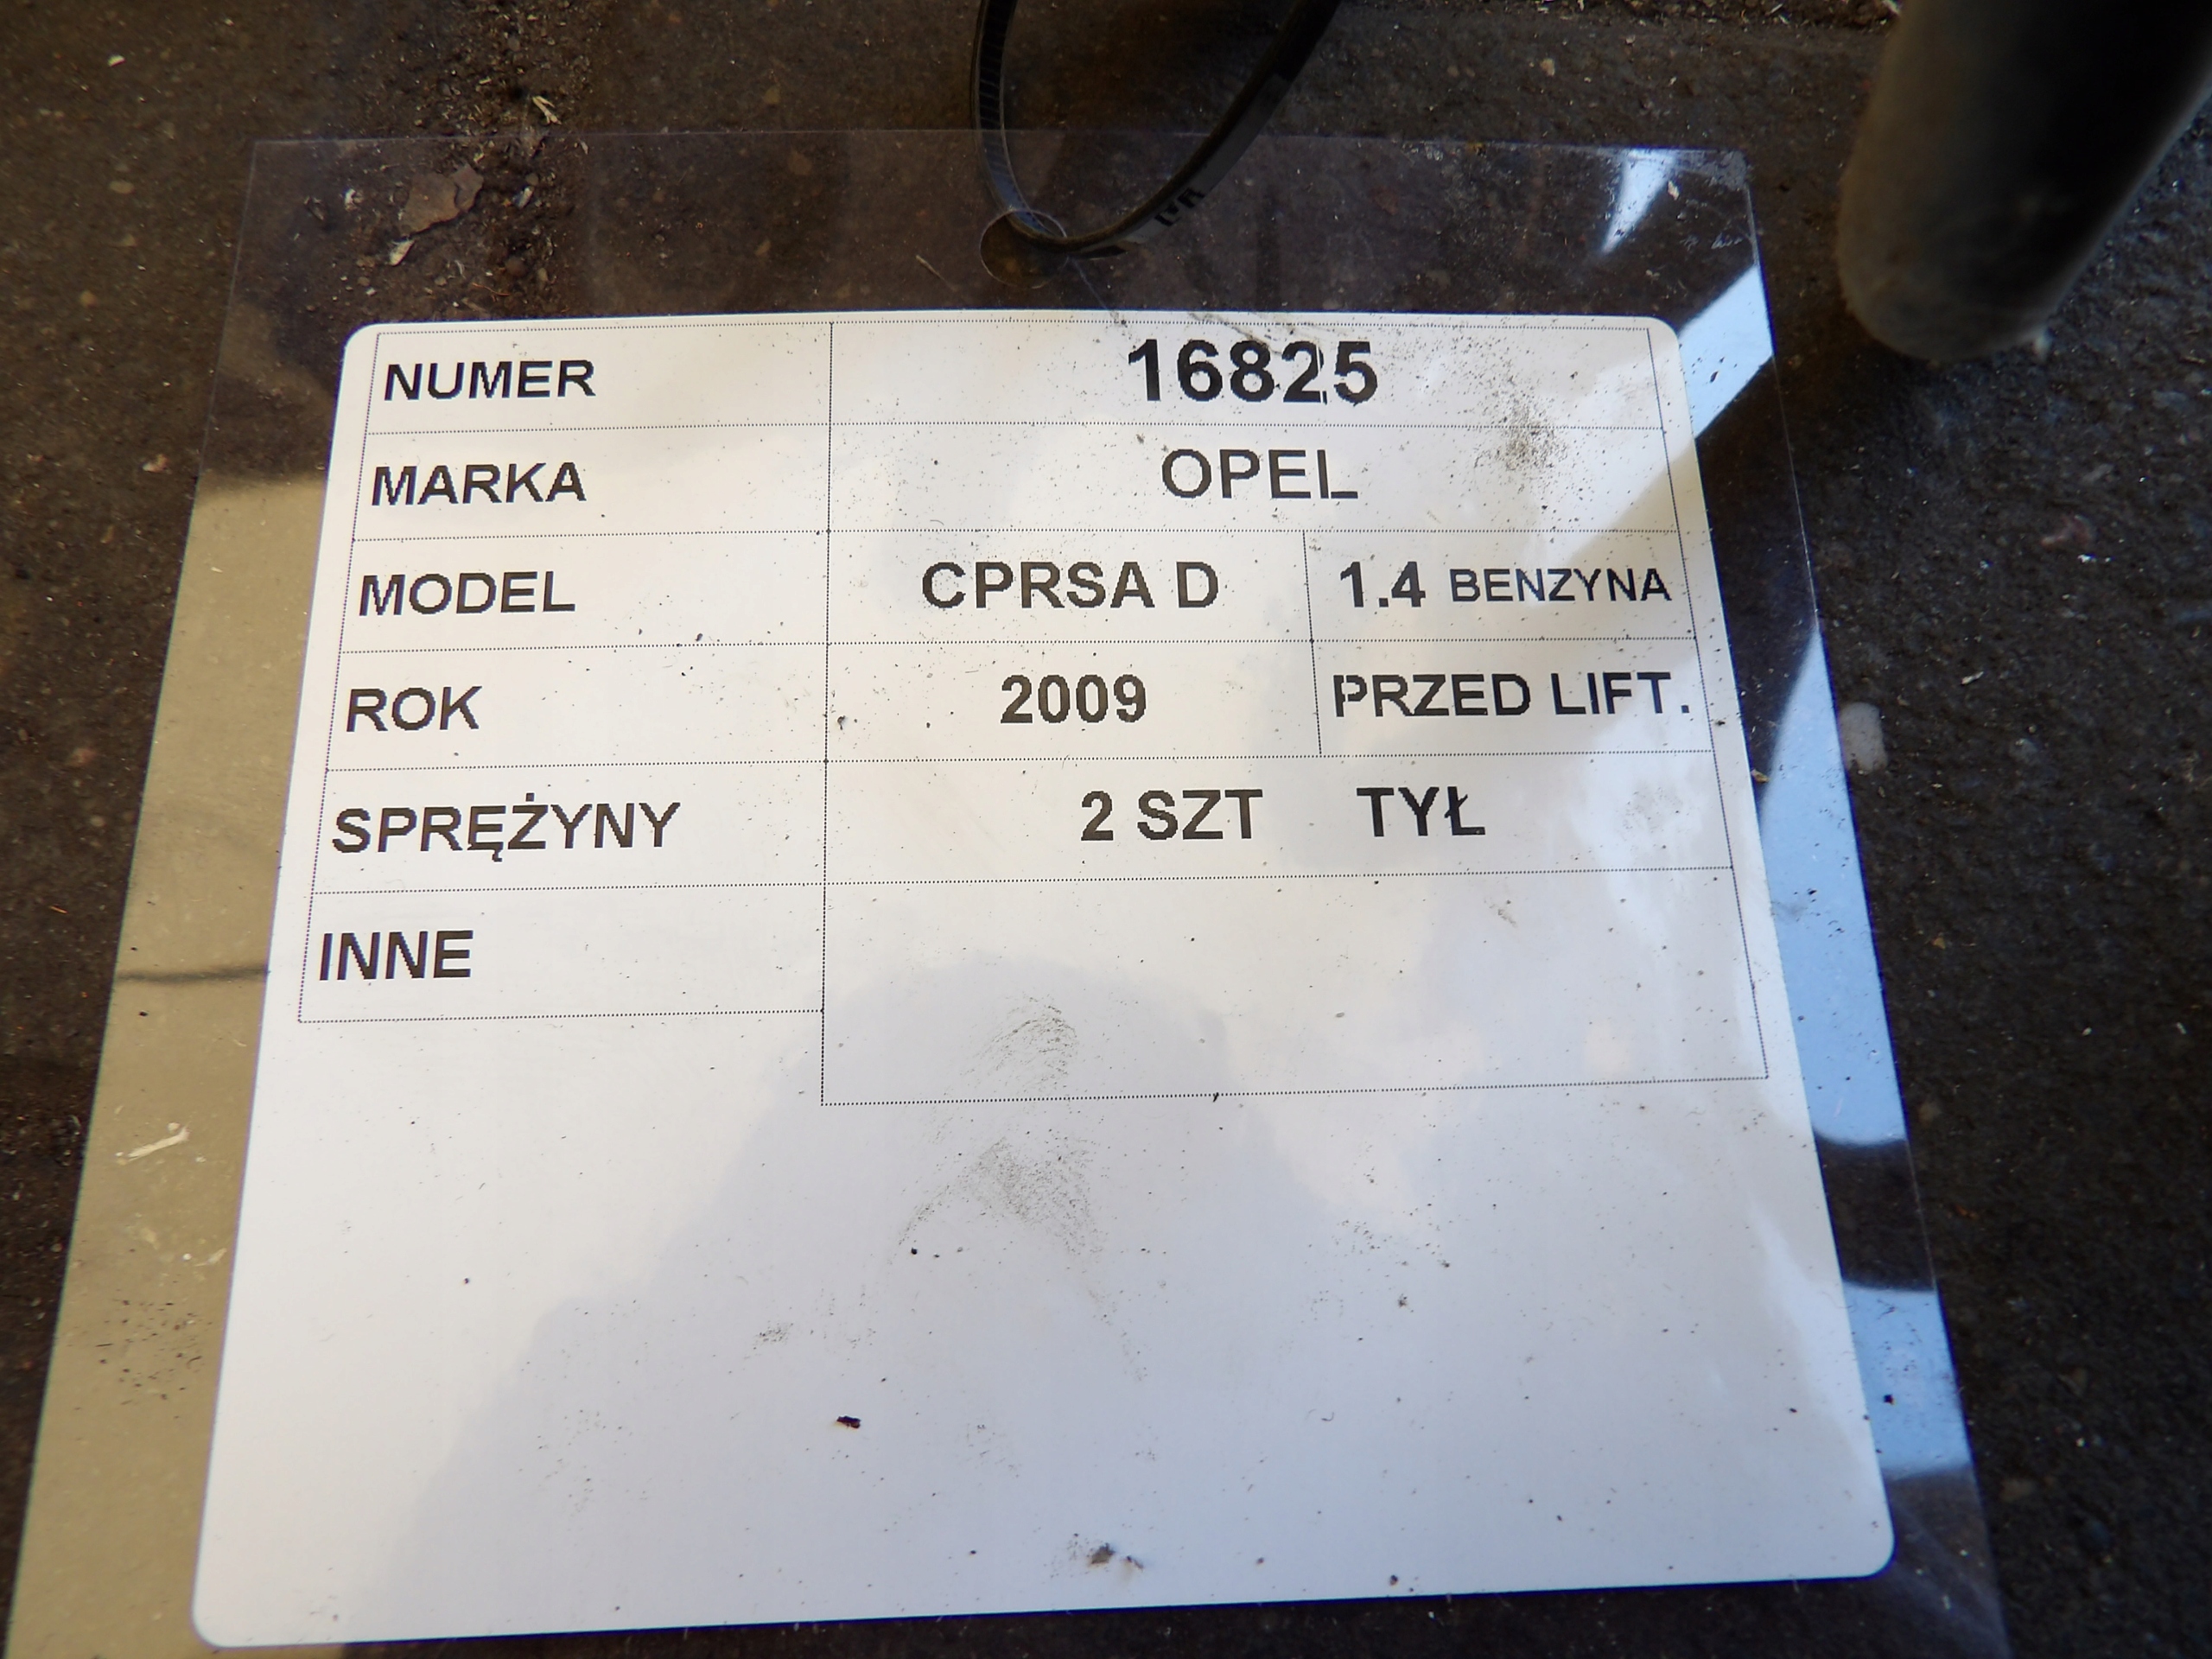 NUMER 16825
MARKA OPEL
MODEL CPRSA D 1.4 BENZYNA
ROK 2009 PRZED LIFT.
SPRĘŻYNY 2 SZT TYŁ
INNE